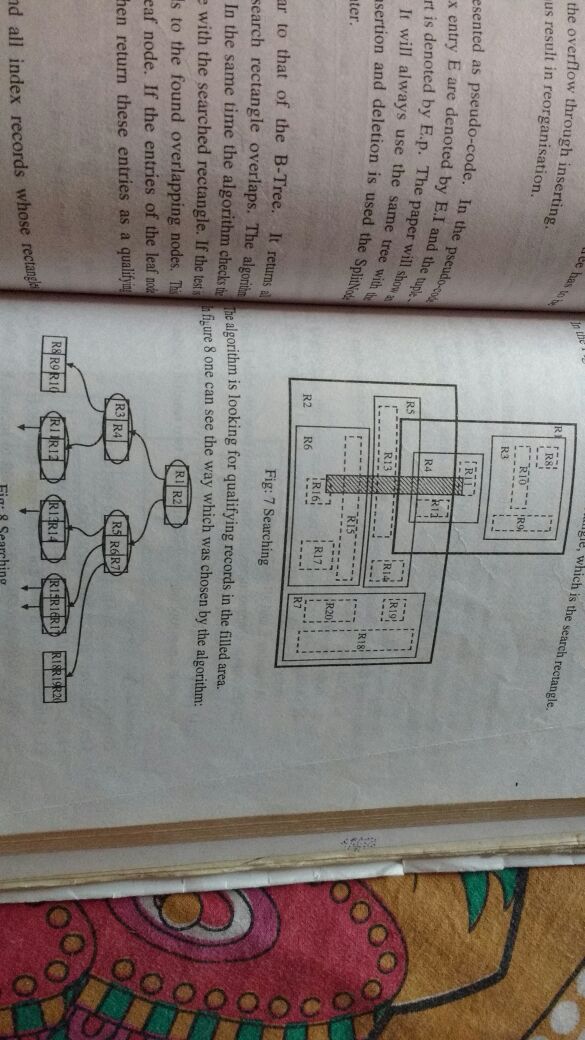 the overflow through inserting,
us result in reorganisation.
esented as pseudo-code. In the pseudo-code
x entry E are denoted by E.I and the tuple-
rt is denoted by E.p. The paper will show a
It will always use the same tree with the
nsertion and deletion is used the SplitNode
ter.
ar to that of the B-Tree. It returns al
search rectangle overlaps. The algorithm
In the same time the algorithm checks the
e with the searched rectangle. If the test is
ls to the found overlapping nodes. This
eaf node. If the entries of the leaf node
hen return these entries as a qualifying
nd all index records whose rectangles
which is the search rectangle.
R1
R8
R10
R9
R3
R11
R4
R5
R13
R14
R2
R6
R16
R15
R17
R7
R19
R20
R18
Fig: 7 Searching
The algorithm is looking for qualifying records in the filled area.
In figure 8 one can see the way which was chosen by the algorithm:
R1 R2
R3 R4
R5 R6 R7
R8 R9 R10
R11 R12
R13 R14
R15 R16 R17
R18 R19 R20
Fig: 8 Searching